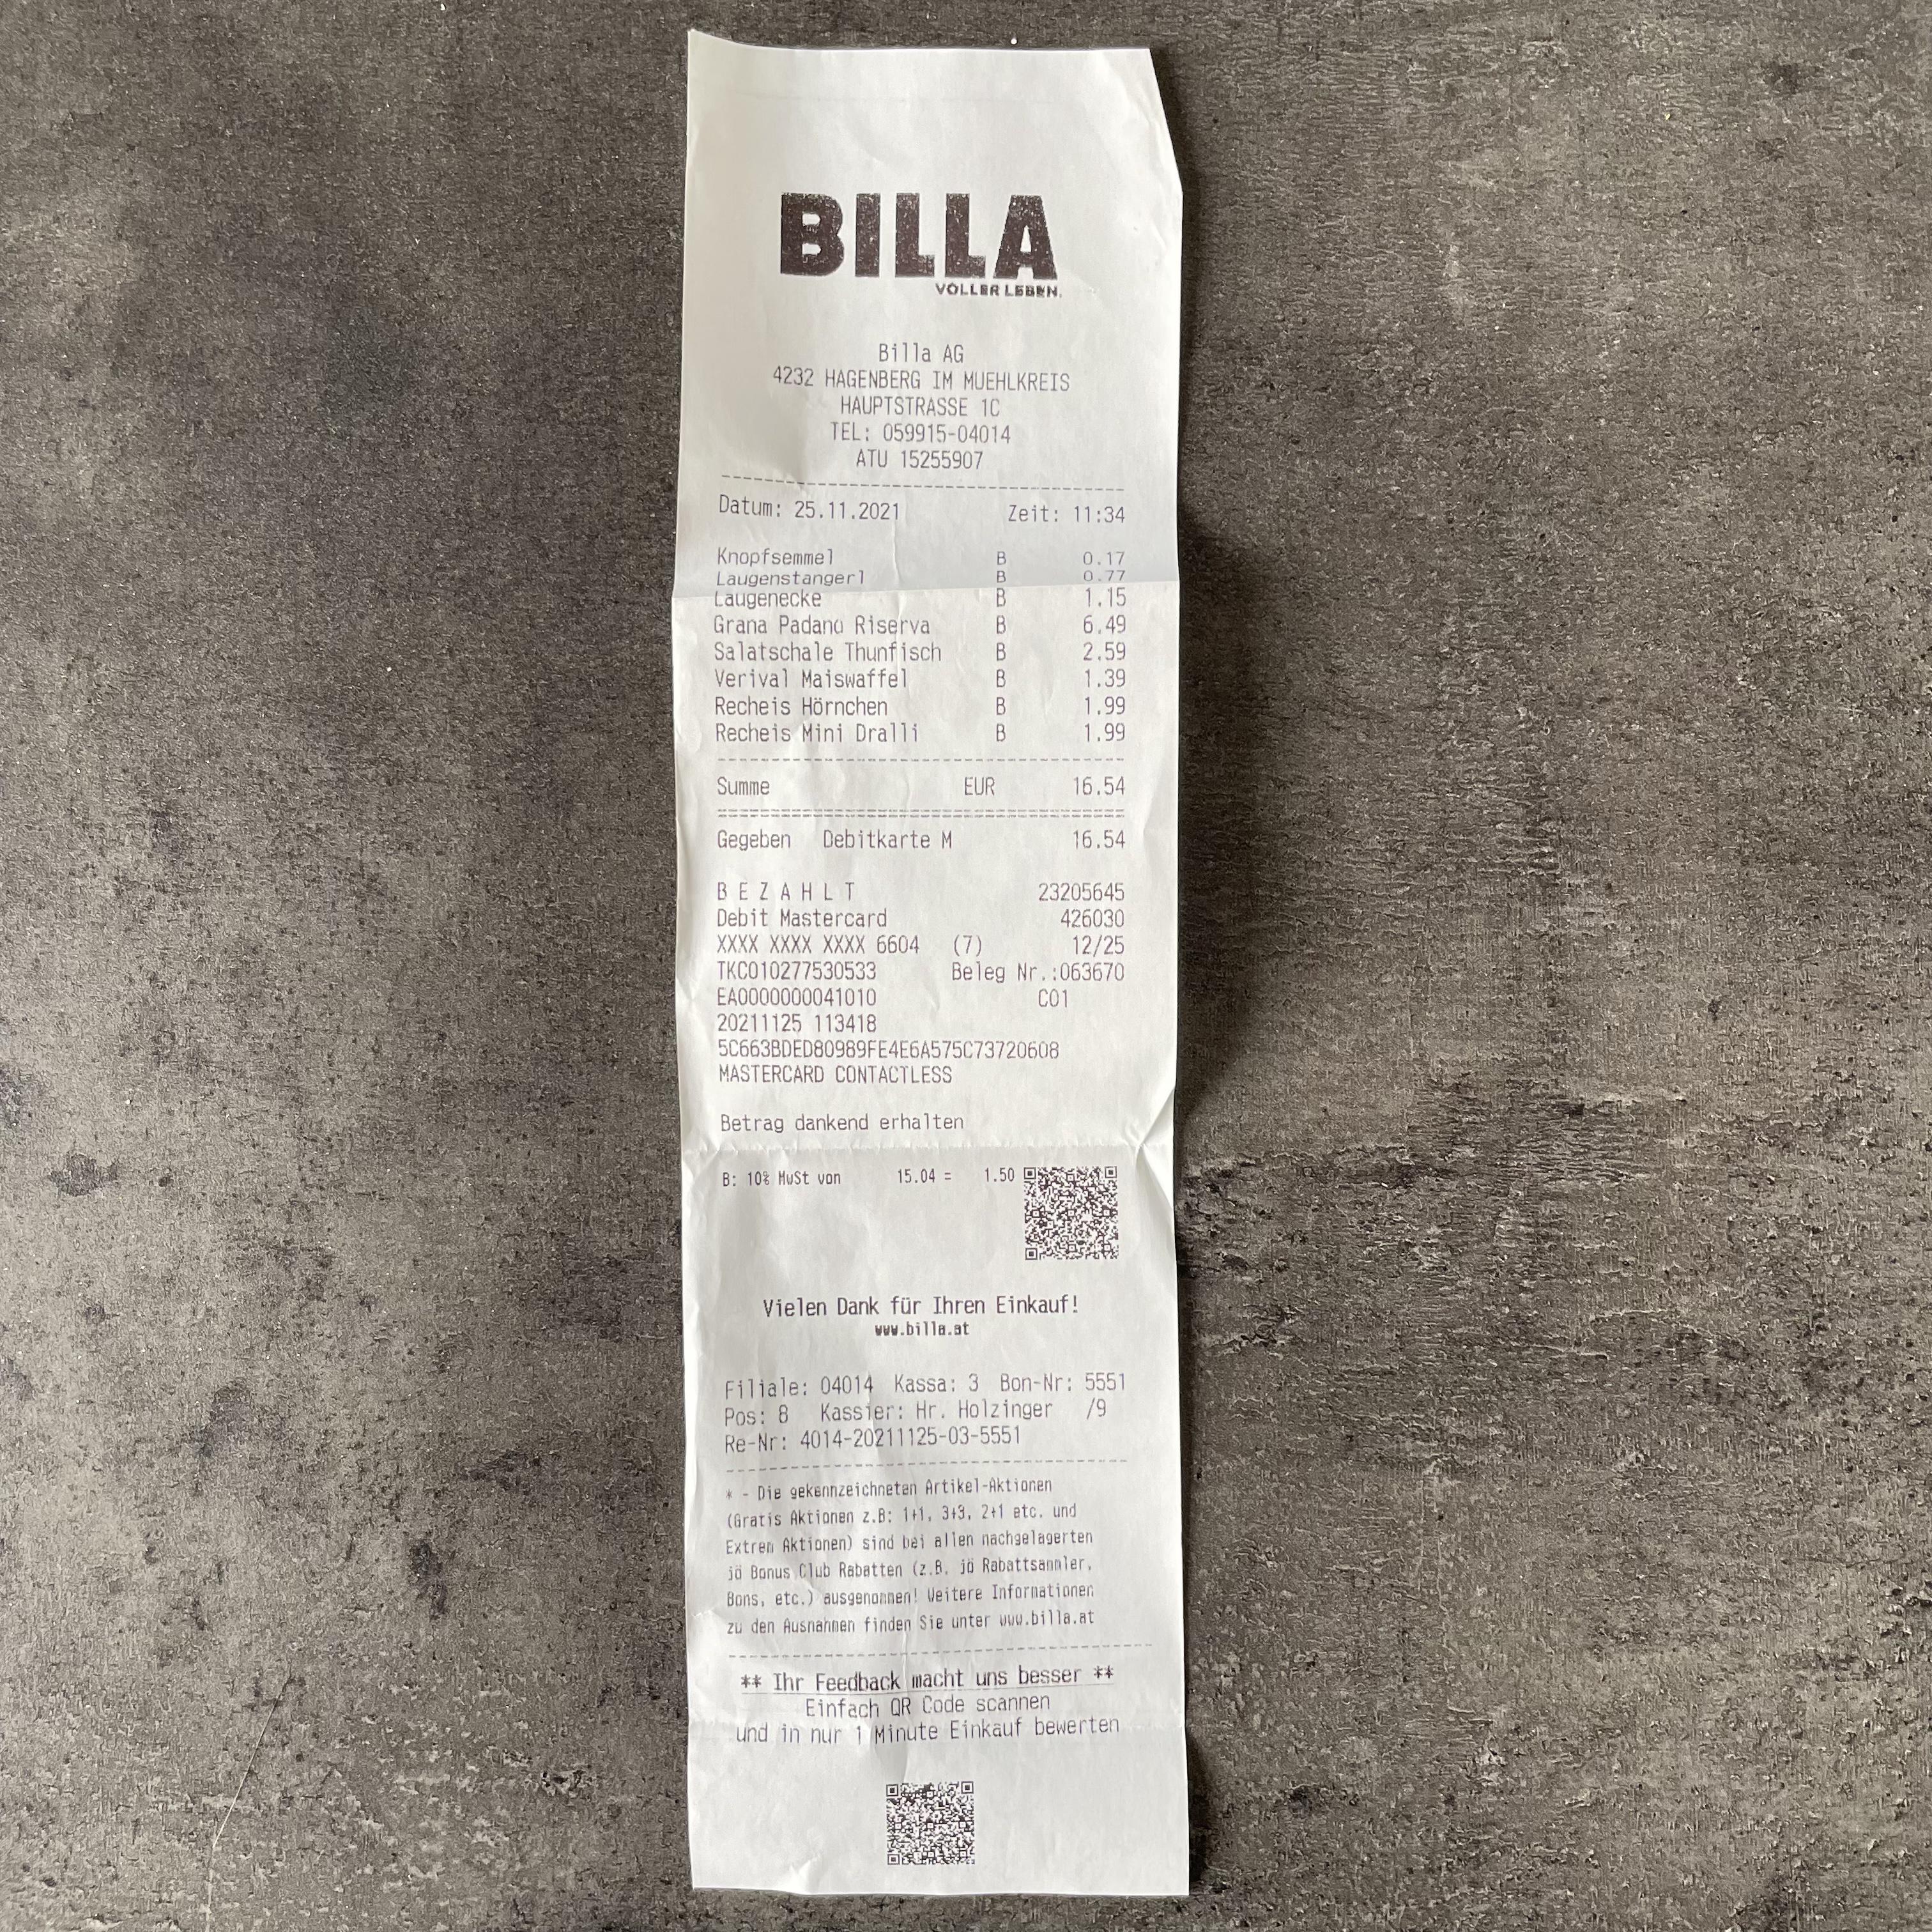 BILLA
VOLLER LEBEN.
Billa AG
4232 HAGENBERG IM MUEHLKREIS
HAUPTSTRASSE 1C
TEL: 059915-04014
ATU 15255907
Datum: 25.11.2021 Zeit: 11:34
Knopfsemmel B 0.17
Laugenstangerl B 0.77
Laugenecke B 1.15
Grana Padano Riserva B 6.49
Salatschale Thunfisch B 2.59
Verival Maiswaffel B 1.39
Recheis Hörnchen B 1.99
Recheis Mini Dralli B 1.99
Summe EUR 16.54
Gegeben Debitkarte M 16.54
B E Z A H L T 23205645
Debit Mastercard 426030
XXXX XXXX XXXX 6604 (7) 12/25
TKC010277530533 Beleg Nr.:063670
EA0000000041010 C01
20211125 113418
5C663BDED80989FE4E6A575C73720608
MASTERCARD CONTACTLESS
Betrag dankend erhalten
B: 10% MwSt von 15.04 = 1.50
Vielen Dank für Ihren Einkauf!
www.billa.at
Filiale: 04014 Kassa: 3 Bon-Nr: 5551
Pos: 8 Kassier: Hr. Holzinger /9
Re-Nr: 4014-20211125-03-5551
* - Die gekennzeichneten Artikel-Aktionen
(Gratis Aktionen z.B: 1+1, 3+3, 2+1 etc. und
Extrem Aktionen) sind bei allen nachgelagerten
jö Bonus Club Rabatten (z.B. jö Rabattsammler,
Bons, etc.) ausgenommen! Weitere Informationen
zu den Ausnahmen finden Sie unter www.billa.at
** Ihr Feedback macht uns besser **
Einfach QR Code scannen
und in nur 1 Minute Einkauf bewerten